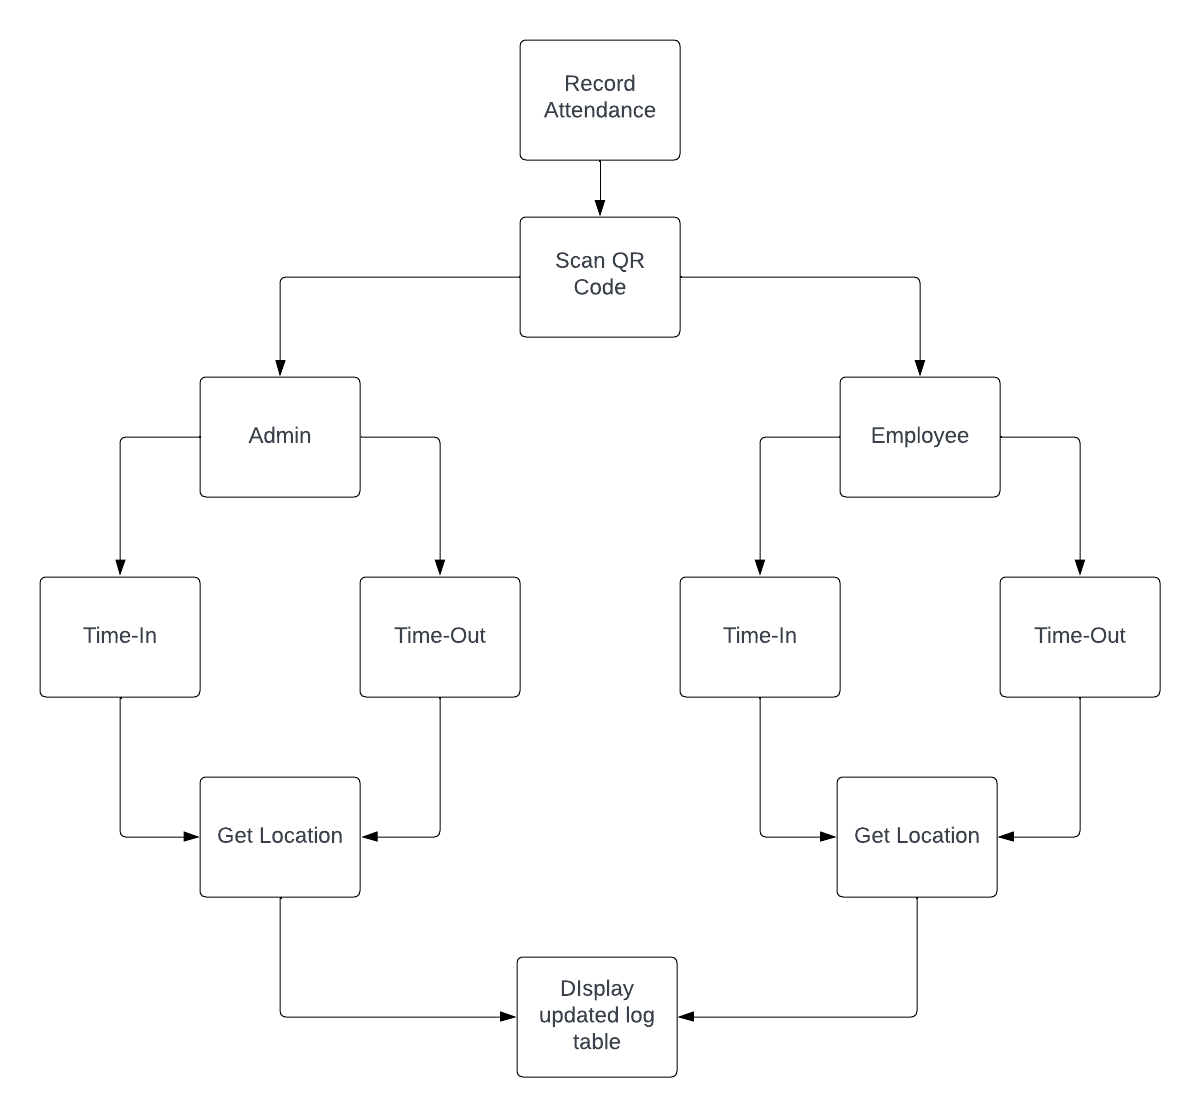 Record
Attendance
Scan QR
Code
Admin
Employee
Time-In
Time-Out
Time-In
Time-Out
Get Location
Get Location
DIsplay
updated log
table